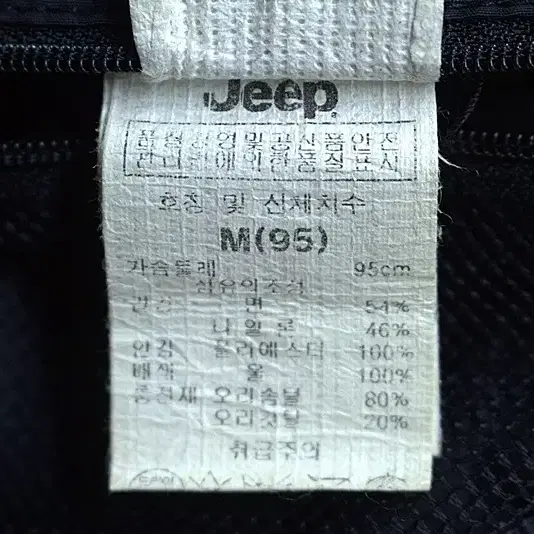 Jeep
품질경영및공산품안전
관리법에의한품질표시
호칭 및 신체치수
M(95)
가슴둘레 95cm
섬유의조성
겉감 면 54%
나일론 46%
안감 폴리에스터 100%
배색 울 100%
충전재 오리솜털 80%
오리깃털 20%
취급주의
드라이